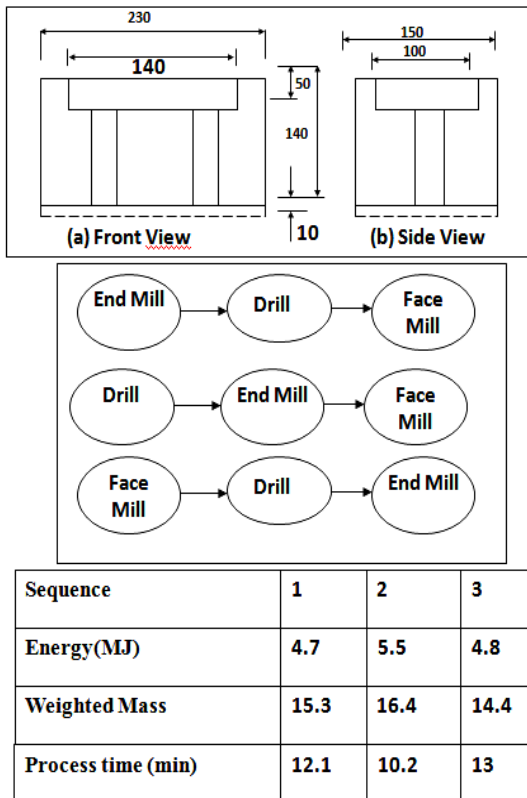 230
150
100
140
50
140
(a) Front View
10
(b) Side View
End Mill
Drill
Face
Mill
Drill
End Mill
Face
Mill
Face
Mill
Drill
End Mill
Sequence 1 2 3
Energy(MJ) 4.7 5.5 4.8
Weighted Mass 15.3 16.4 14.4
Process time (min) 12.1 10.2 13